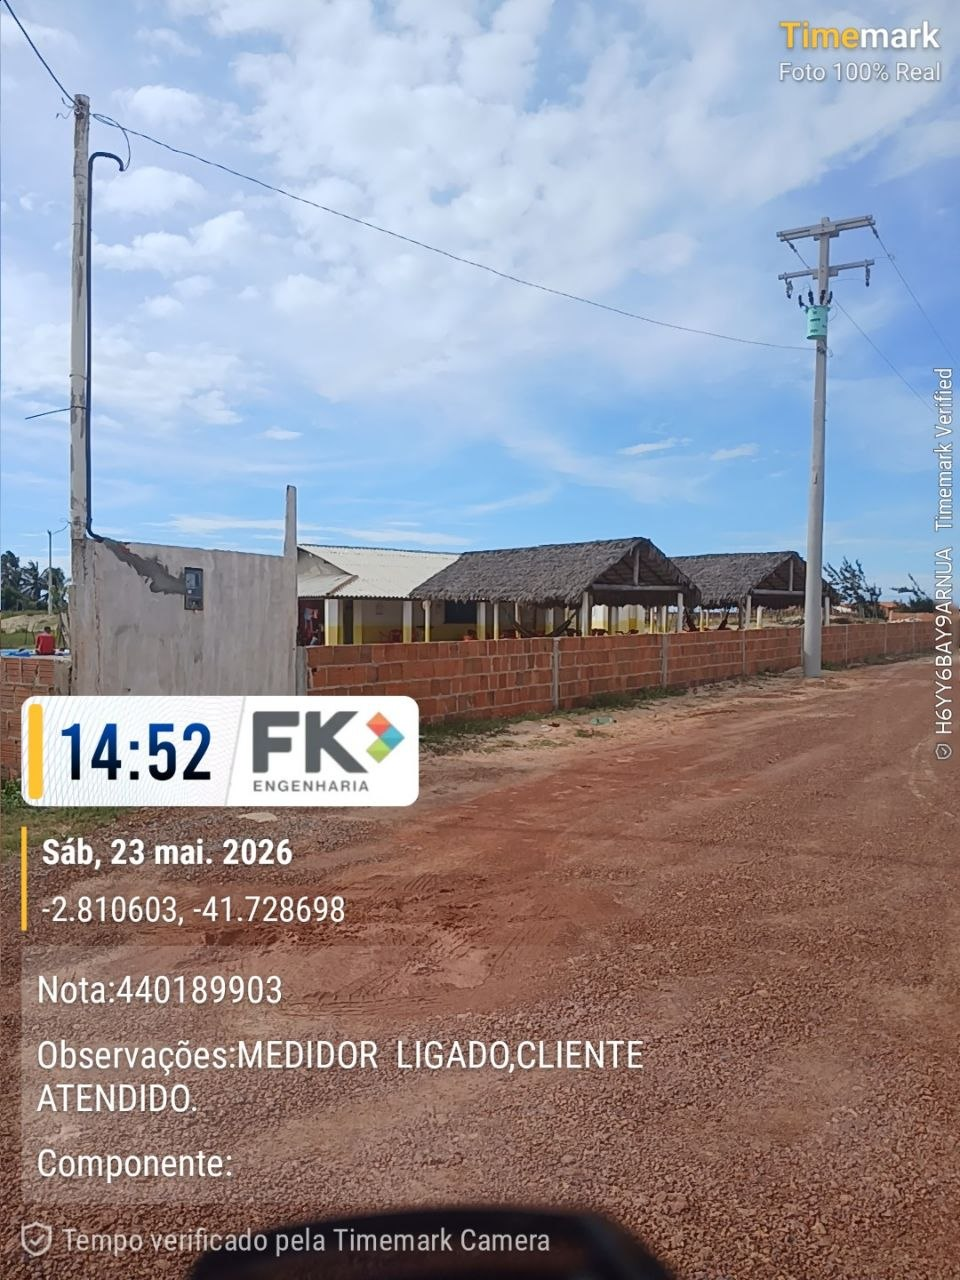 Timemark
Foto 100% Real
Timemark Verified
H6YY6BAY9ARNUA
14:52
FK
ENGENHARIA
Sáb, 23 mai. 2026
-2.810603, -41.728698
Nota:440189903
Observações:MEDIDOR LIGADO,CLIENTE
ATENDIDO.
Componente:
Tempo verificado pela Timemark Camera